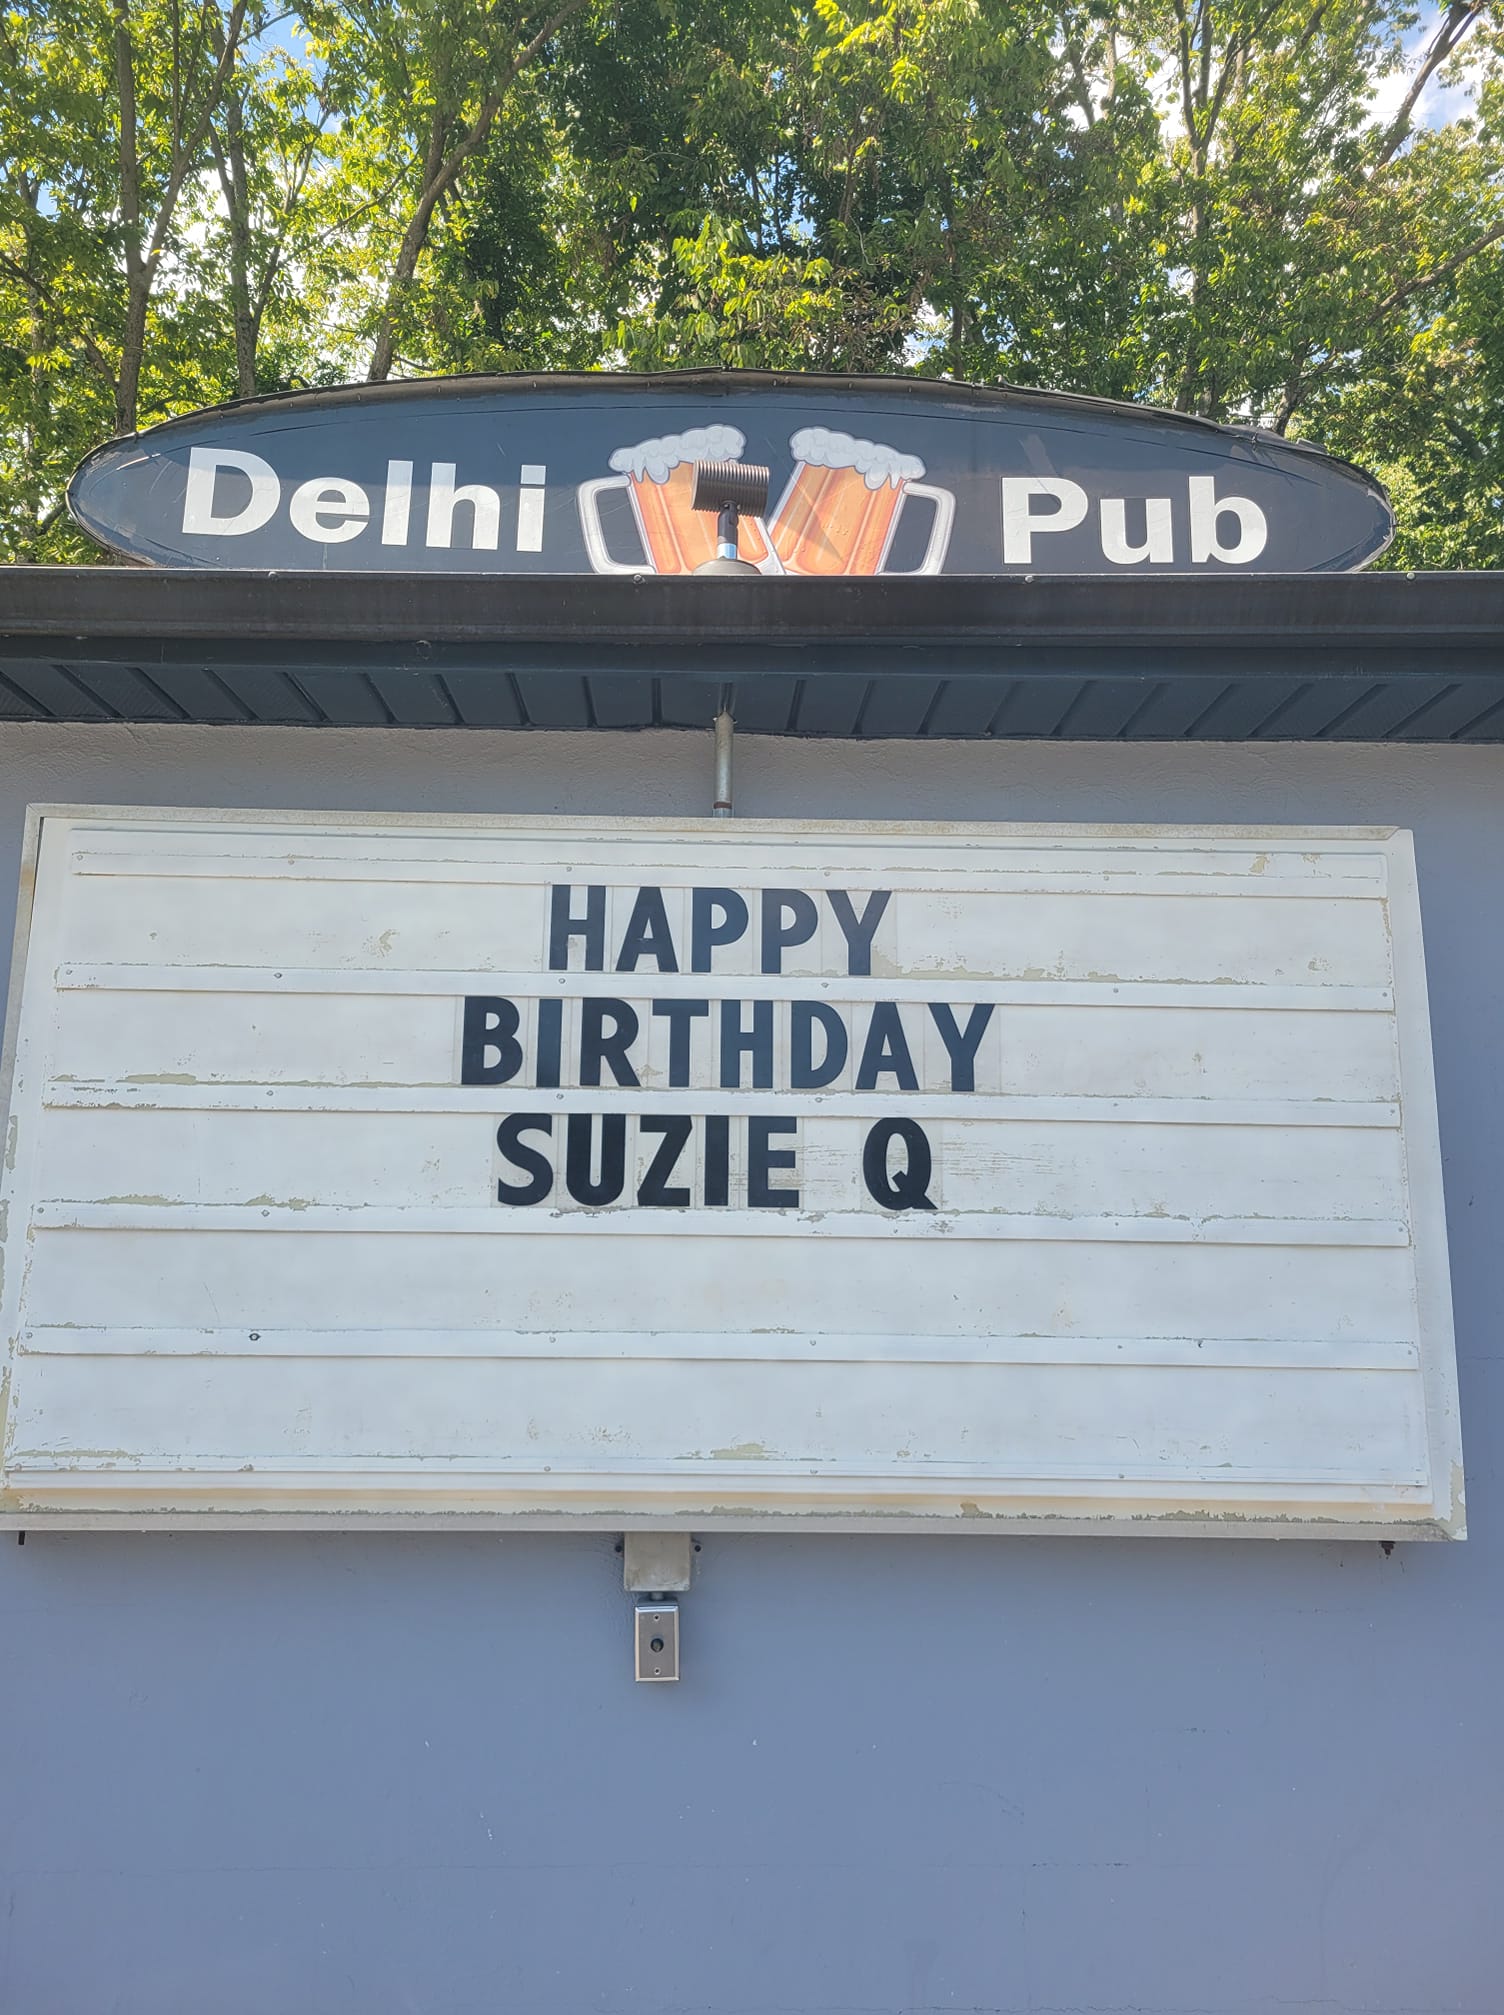 Delhi Pub
HAPPY
BIRTHDAY
SUZIE Q